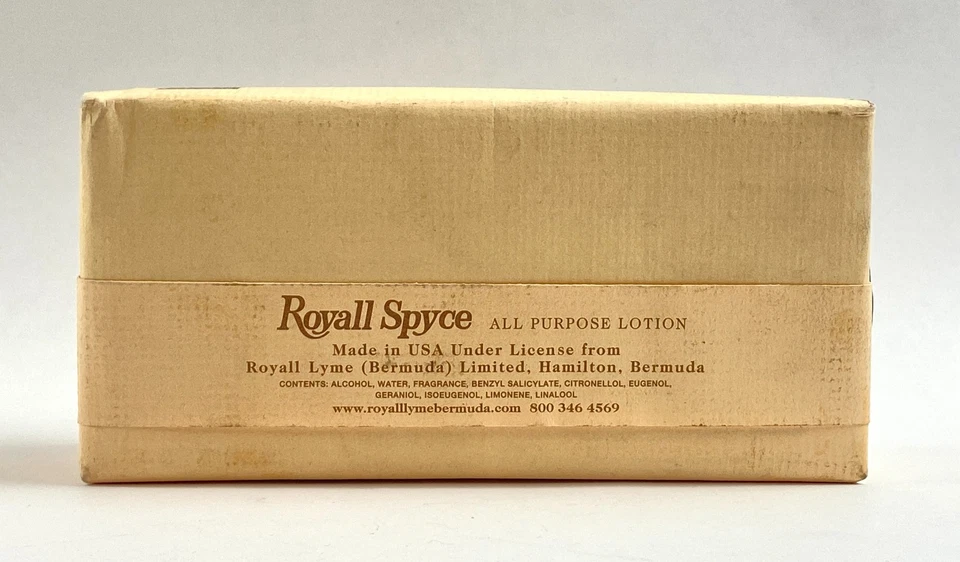 Royall Spyce ALL PURPOSE LOTION
Made in USA Under License from
Royall Lyme (Bermuda) Limited, Hamilton, Bermuda
CONTENTS: ALCOHOL, WATER, FRAGRANCE, BENZYL SALICYLATE, CITRONELLOL, EUGENOL,
GERANIOL, ISOEUGENOL, LIMONENE, LINALOOL
www.royalllymebermuda.com 800 346 4569